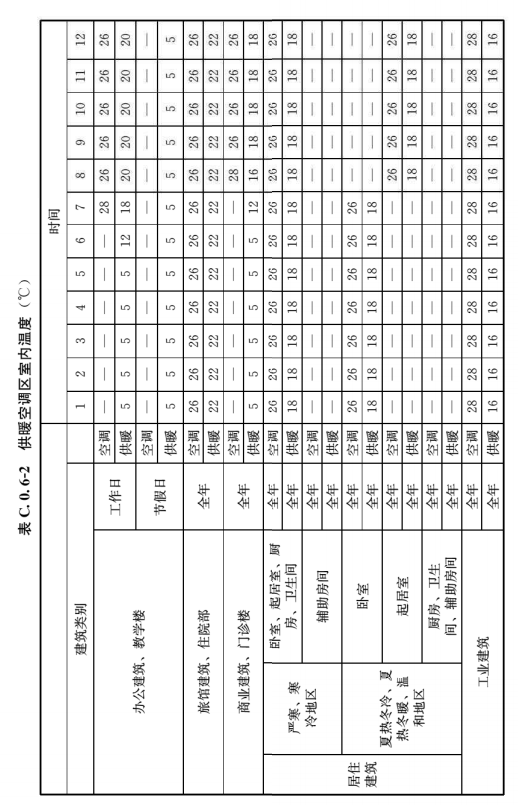 表 C.0.6-2 供暖空调区室内温度（℃）
建筑类别 时间
1 2 3 4 5 6 7 8 9 10 11 12
办公建筑、教学楼 工作日 空调 — — — — — — 28 26 26 26 26 26
供暖 5 5 5 5 5 12 18 20 20 20 20 20
节假日 空调 — — — — — — — — — — — —
供暖 5 5 5 5 5 5 5 5 5 5 5 5
旅馆建筑、住院部 全年 空调 26 26 26 26 26 26 26 26 26 26 26 26
供暖 22 22 22 22 22 22 22 22 22 22 22 22
商业建筑、门诊楼 全年 空调 — — — — — — — 28 26 26 26 26
供暖 5 5 5 5 5 5 12 16 18 18 18 18
居住
建筑
严寒、寒
冷地区
卧室、起居室、厨
房、卫生间
全年 空调 26 26 26 26 26 26 26 26 26 26 26 26
全年 供暖 18 18 18 18 18 18 18 18 18 18 18 18
辅助房间 全年 空调 — — — — — — — — — — — —
全年 供暖 — — — — — — — — — — — —
夏热冬冷、夏
热冬暖、温
和地区
卧室 全年 空调 26 26 26 26 26 26 26 — — — — —
全年 供暖 18 18 18 18 18 18 18 — — — — —
起居室 全年 空调 — — — — — — — 26 26 26 26 26
全年 供暖 — — — — — — — 18 18 18 18 18
厨房、卫生
间、辅助房间
全年 空调 — — — — — — — — — — — —
全年 供暖 — — — — — — — — — — — —
工业建筑 全年 空调 28 28 28 28 28 28 28 28 28 28 28 28
全年 供暖 16 16 16 16 16 16 16 16 16 16 16 16